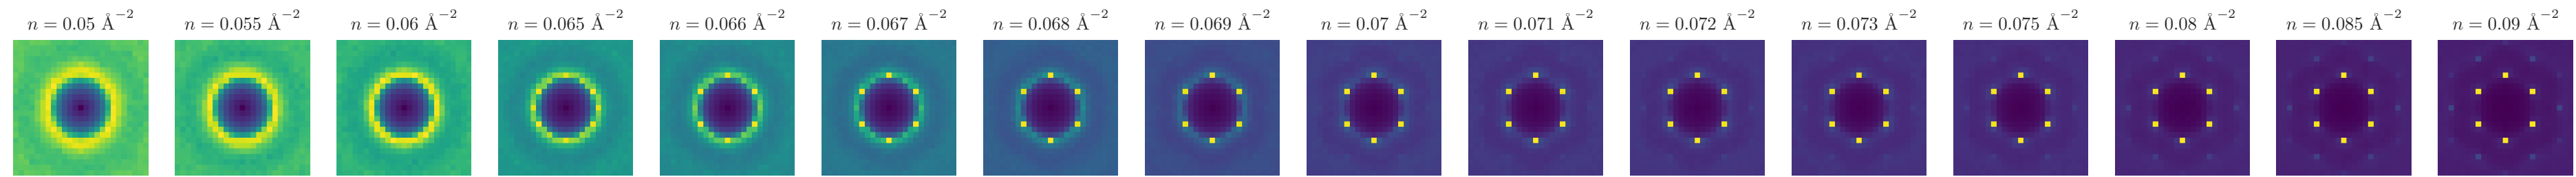 n = 0.05 Å⁻² n = 0.055 Å⁻² n = 0.06 Å⁻² n = 0.065 Å⁻² n = 0.066 Å⁻² n = 0.067 Å⁻² n = 0.068 Å⁻² n = 0.069 Å⁻² n = 0.07 Å⁻² n = 0.071 Å⁻² n = 0.072 Å⁻² n = 0.073 Å⁻² n = 0.075 Å⁻² n = 0.08 Å⁻² n = 0.085 Å⁻² n = 0.09 Å⁻²